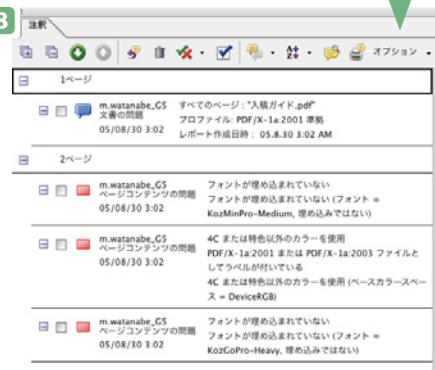 3
注釈
オプション
1ページ
m.watanabe_G5
文書の問題
05/08/30 3:02
すべてのページ："入稿ガイド.pdf"
プロファイル: PDF/X-1a:2001 準拠
レポート作成日時： 05.8.30 3:02 AM
2ページ
m.watanabe_G5
ページコンテンツの問題
05/08/30 3:02
フォントが埋め込まれていない
フォントが埋め込まれていない (フォント =
KozMinPro-Medium, 埋め込みではない)
m.watanabe_G5
ページコンテンツの問題
05/08/30 3:02
4C または特色以外のカラーを使用
PDF/X-1a:2001 または PDF/X-1a:2003 ファイルと
してラベルが付いている
4C または特色以外のカラーを使用 (ベースカラースペー
ス = DeviceRGB)
m.watanabe_G5
ページコンテンツの問題
05/08/30 3:02
フォントが埋め込まれていない
フォントが埋め込まれていない (フォント =
KozGoPro-Heavy, 埋め込みではない)